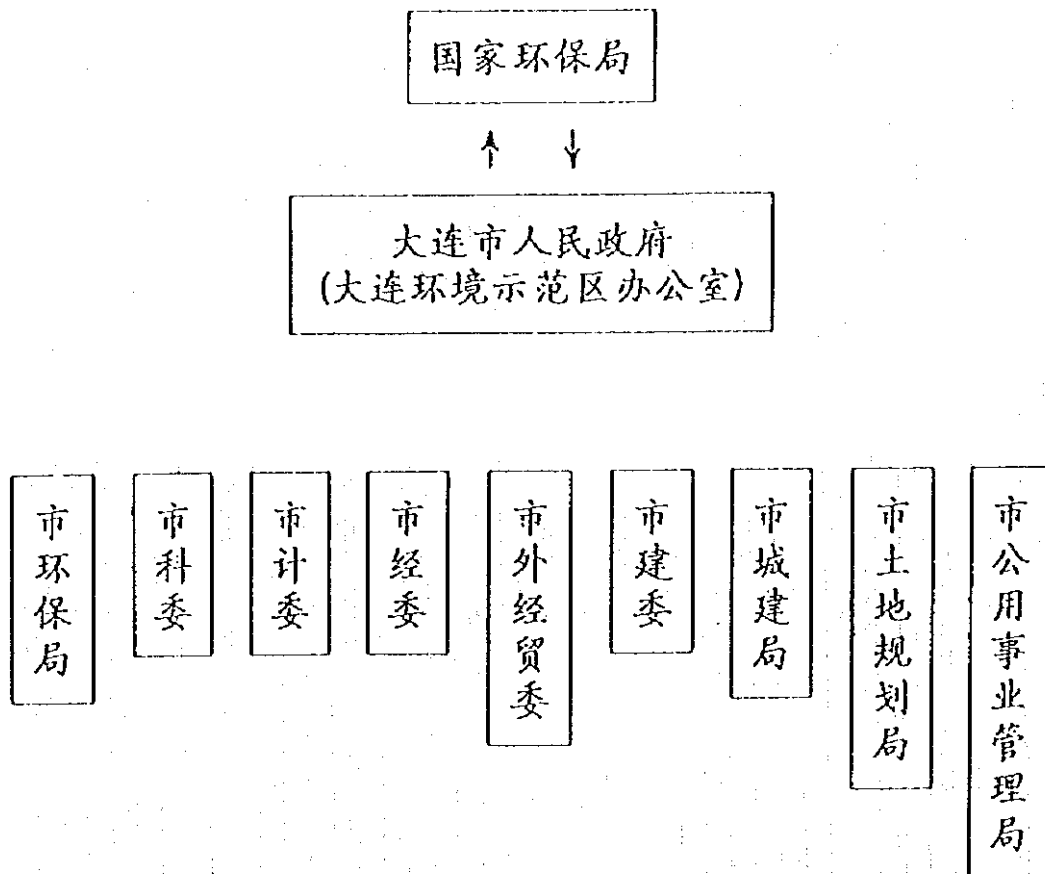 国家环保局
大连市人民政府
(大连环境示范区办公室)
市环保局
市科委
市计委
市经委
市外经贸委
市建委
市城建局
市土地规划局
市公用事业管理局